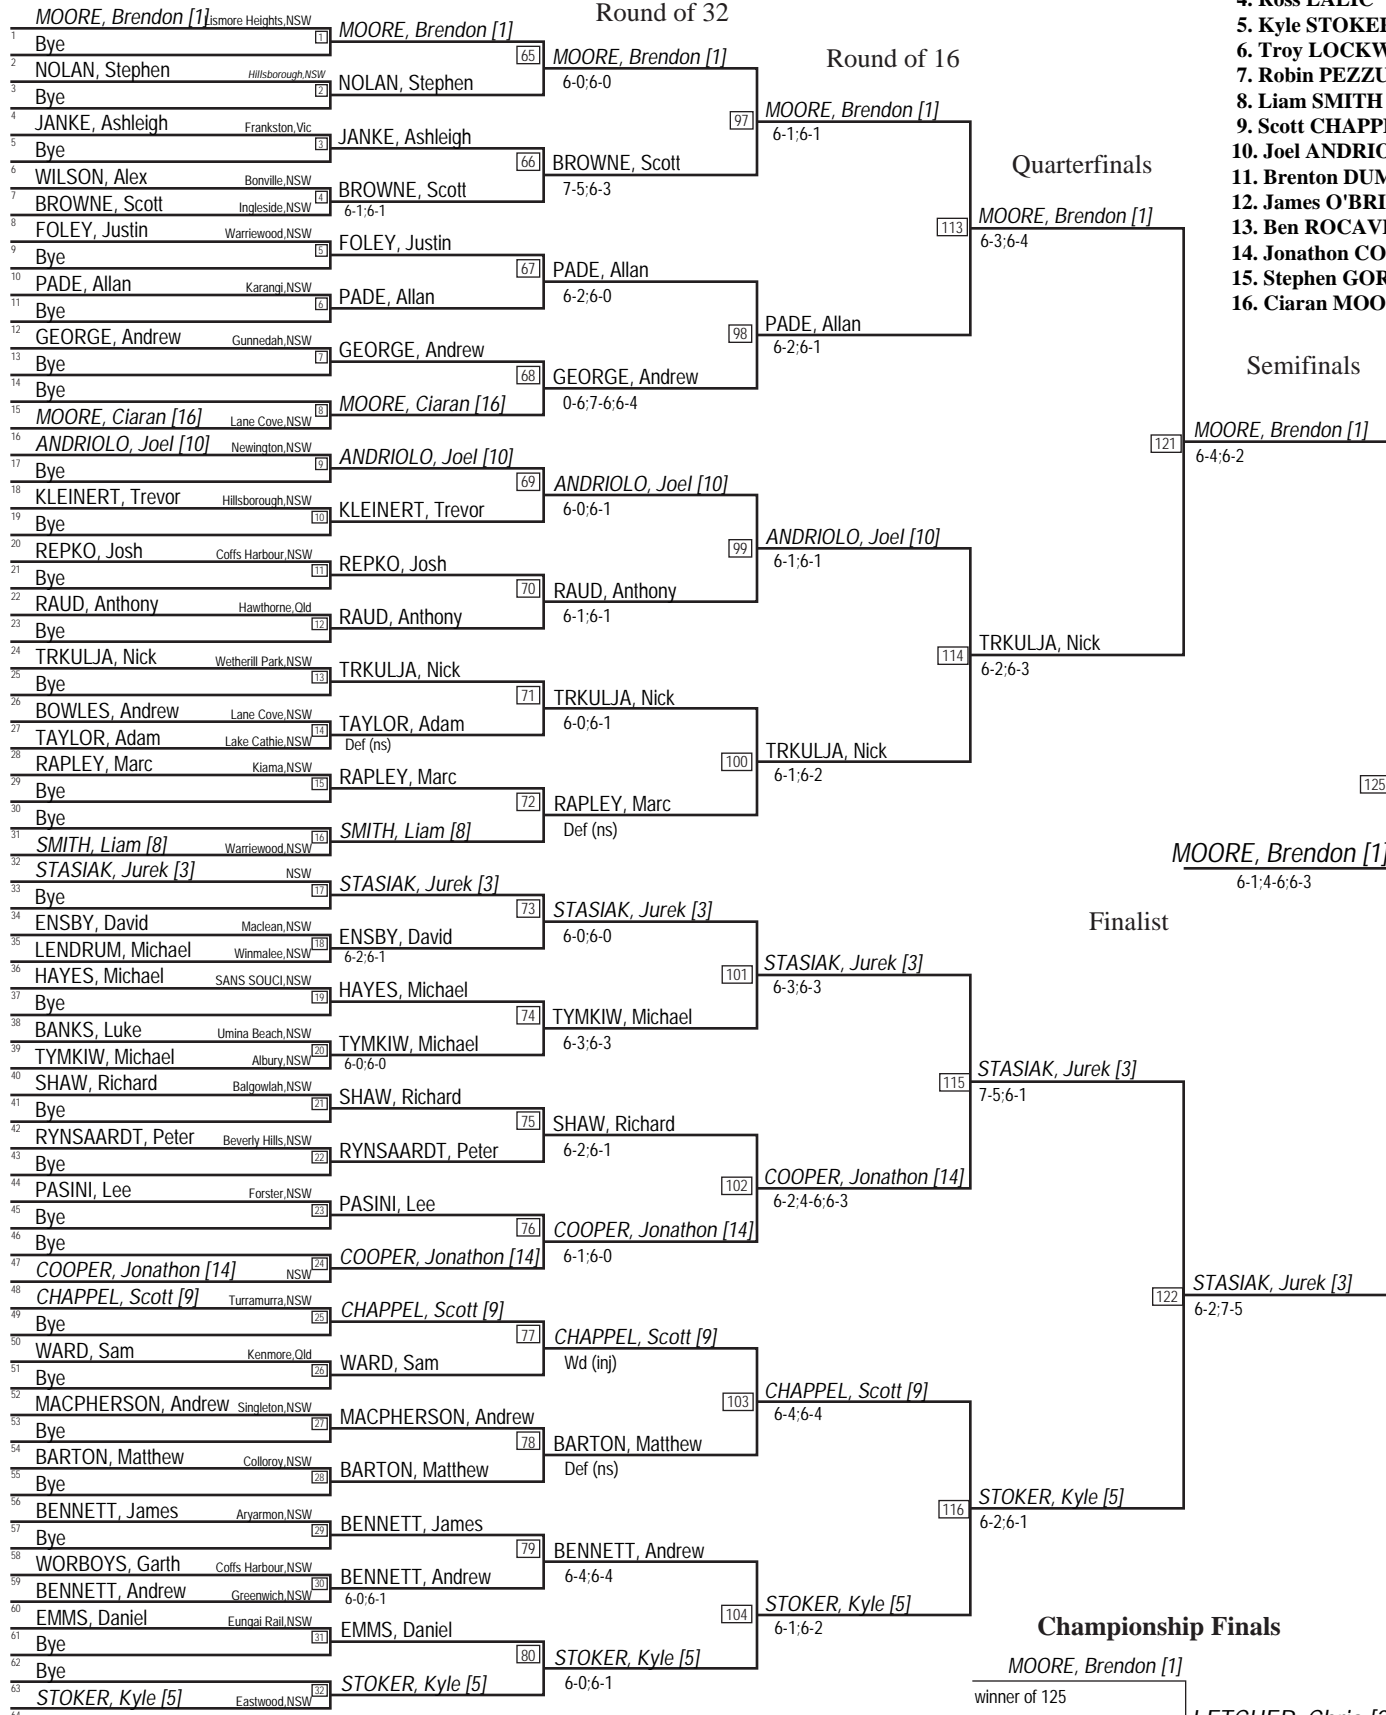 Round of 32
Round of 16
Quarterfinals
Semifinals
Finalist
5. Kyle STOKER
6. Troy LOCKW
7. Robin PEZZU
8. Liam SMITH
9. Scott CHAPPE
10. Joel ANDRIO
11. Brenton DUM
12. James O'BRI
13. Ben ROCAVE
14. Jonathon CO
15. Stephen GOR
16. Ciaran MOO
MOORE, Brendon [1] Lismore Heights,NSW
1 Bye 1
2 NOLAN, Stephen Hillsborough,NSW
3 Bye 2
4 JANKE, Ashleigh Frankston,Vic
5 Bye 3
6 WILSON, Alex Bonville,NSW
7 BROWNE, Scott Ingleside,NSW 4
8 FOLEY, Justin Warriewood,NSW
9 Bye 5
10 PADE, Allan Karangi,NSW
11 Bye 6
12 GEORGE, Andrew Gunnedah,NSW
13 Bye 7
14 Bye
15 MOORE, Ciaran [16] Lane Cove,NSW 8
16 ANDRIOLO, Joel [10] Newington,NSW
17 Bye 9
18 KLEINERT, Trevor Hillsborough,NSW
19 Bye 10
20 REPKO, Josh Coffs Harbour,NSW
21 Bye 11
22 RAUD, Anthony Hawthorne,Qld
23 Bye 12
24 TRKULJA, Nick Wetherill Park,NSW
25 Bye 13
26 BOWLES, Andrew Lane Cove,NSW
27 TAYLOR, Adam Lake Cathie,NSW 14
28 RAPLEY, Marc Kiama,NSW
29 Bye 15
30 Bye
31 SMITH, Liam [8] Warriewood,NSW 16
32 STASIAK, Jurek [3] NSW
33 Bye 17
34 ENSBY, David Maclean,NSW
35 LENDRUM, Michael Winmalee,NSW 18
36 HAYES, Michael SANS SOUCI,NSW
37 Bye 19
38 BANKS, Luke Umina Beach,NSW
39 TYMKIW, Michael Albury,NSW 20
40 SHAW, Richard Balgowlah,NSW
41 Bye 21
42 RYNSAARDT, Peter Beverly Hills,NSW
43 Bye 22
44 PASINI, Lee Forster,NSW
45 Bye 23
46 Bye
47 COOPER, Jonathon [14] NSW 24
48 CHAPPEL, Scott [9] Turramurra,NSW
49 Bye 25
50 WARD, Sam Kenmore,Qld
51 Bye 26
52 MACPHERSON, Andrew Singleton,NSW
53 Bye 27
54 BARTON, Matthew Colloroy,NSW
55 Bye 28
56 BENNETT, James Aryarmon,NSW
57 Bye 29
58 WORBOYS, Garth Coffs Harbour,NSW
59 BENNETT, Andrew Greenwich,NSW 30
60 EMMS, Daniel Eungai Rail,NSW
61 Bye 31
62 Bye
63 STOKER, Kyle [5] Eastwood,NSW 32
MOORE, Brendon [1]
65
NOLAN, Stephen
JANKE, Ashleigh
66
BROWNE, Scott
6-1;6-1
FOLEY, Justin
67
PADE, Allan
GEORGE, Andrew
68
MOORE, Ciaran [16]
ANDRIOLO, Joel [10]
69
KLEINERT, Trevor
REPKO, Josh
70
RAUD, Anthony
TRKULJA, Nick
71
TAYLOR, Adam
Def (ns)
RAPLEY, Marc
72
SMITH, Liam [8]
STASIAK, Jurek [3]
73
ENSBY, David
6-2;6-1
HAYES, Michael
74
TYMKIW, Michael
6-0;6-0
SHAW, Richard
75
RYNSAARDT, Peter
PASINI, Lee
76
COOPER, Jonathon [14]
CHAPPEL, Scott [9]
77
WARD, Sam
MACPHERSON, Andrew
78
BARTON, Matthew
BENNETT, James
79
BENNETT, Andrew
6-0;6-1
EMMS, Daniel
80
STOKER, Kyle [5]
MOORE, Brendon [1]
6-0;6-0
97
BROWNE, Scott
7-5;6-3
PADE, Allan
6-2;6-0
98
GEORGE, Andrew
0-6;7-6;6-4
ANDRIOLO, Joel [10]
6-0;6-1
99
RAUD, Anthony
6-1;6-1
TRKULJA, Nick
6-0;6-1
100
RAPLEY, Marc
Def (ns)
STASIAK, Jurek [3]
6-0;6-0
101
TYMKIW, Michael
6-3;6-3
SHAW, Richard
6-2;6-1
102
COOPER, Jonathon [14]
6-1;6-0
CHAPPEL, Scott [9]
Wd (inj)
103
BARTON, Matthew
Def (ns)
BENNETT, Andrew
6-4;6-4
104
STOKER, Kyle [5]
6-0;6-1
MOORE, Brendon [1]
6-1;6-1
113
PADE, Allan
6-2;6-1
ANDRIOLO, Joel [10]
6-1;6-1
114
TRKULJA, Nick
6-1;6-2
STASIAK, Jurek [3]
6-3;6-3
115
COOPER, Jonathon [14]
6-2;4-6;6-3
CHAPPEL, Scott [9]
6-4;6-4
116
STOKER, Kyle [5]
6-1;6-2
MOORE, Brendon [1]
6-3;6-4
121
TRKULJA, Nick
6-2;6-3
STASIAK, Jurek [3]
7-5;6-1
122
STOKER, Kyle [5]
6-2;6-1
MOORE, Brendon [1]
6-4;6-2
125
MOORE, Brendon [1]
6-1;4-6;6-3
STASIAK, Jurek [3]
6-2;7-5
Championship Finals
MOORE, Brendon [1]
winner of 125